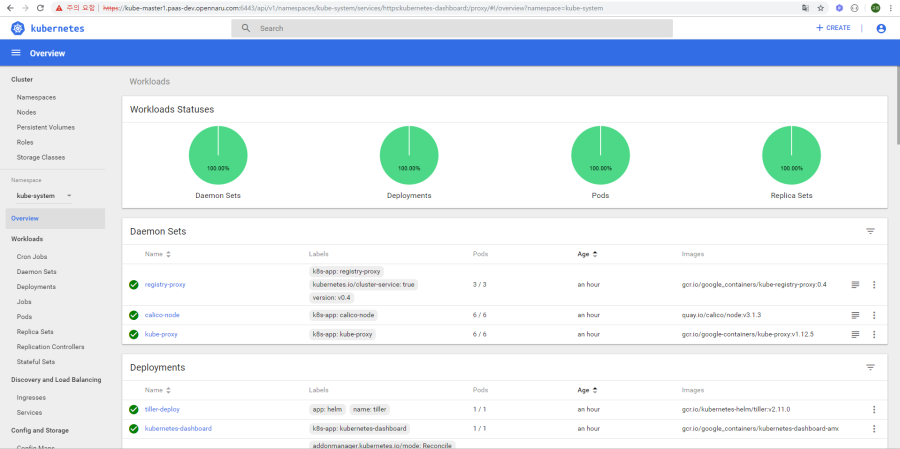 주의 요함 https://kube-master1.paas-dev.opennaru.com:6443/api/v1/namespaces/kube-system/services/https:kubernetes-dashboard:/proxy/#!/overview?namespace=kube-system
kubernetes
Search
+ CREATE
Overview
Cluster
Namespaces
Nodes
Persistent Volumes
Roles
Storage Classes
Namespace
kube-system
Overview
Workloads
Cron Jobs
Daemon Sets
Deployments
Jobs
Pods
Replica Sets
Replication Controllers
Stateful Sets
Discovery and Load Balancing
Ingresses
Services
Config and Storage
Config Maps
Workloads
Workloads Statuses
100.00% 100.00% 100.00% 100.00%
Daemon Sets Deployments Pods Replica Sets
Daemon Sets
Name Labels Pods Age Images
k8s-app: registry-proxy
registry-proxy kubernetes.io/cluster-service: true 3 / 3 an hour gcr.io/google_containers/kube-registry-proxy:0.4
version: v0.4
calico-node k8s-app: calico-node 6 / 6 an hour quay.io/calico/node:v3.1.3
kube-proxy k8s-app: kube-proxy 6 / 6 an hour gcr.io/google-containers/kube-proxy:v1.12.5
Deployments
Name Labels Pods Age Images
tiller-deploy app: helm name: tiller 1 / 1 an hour gcr.io/kubernetes-helm/tiller:v2.11.0
kubernetes-dashboard k8s-app: kubernetes-dashboard 1 / 1 an hour gcr.io/google_containers/kubernetes-dashboard-amd
addonmanager.kubernetes.io/mode: Reconcile